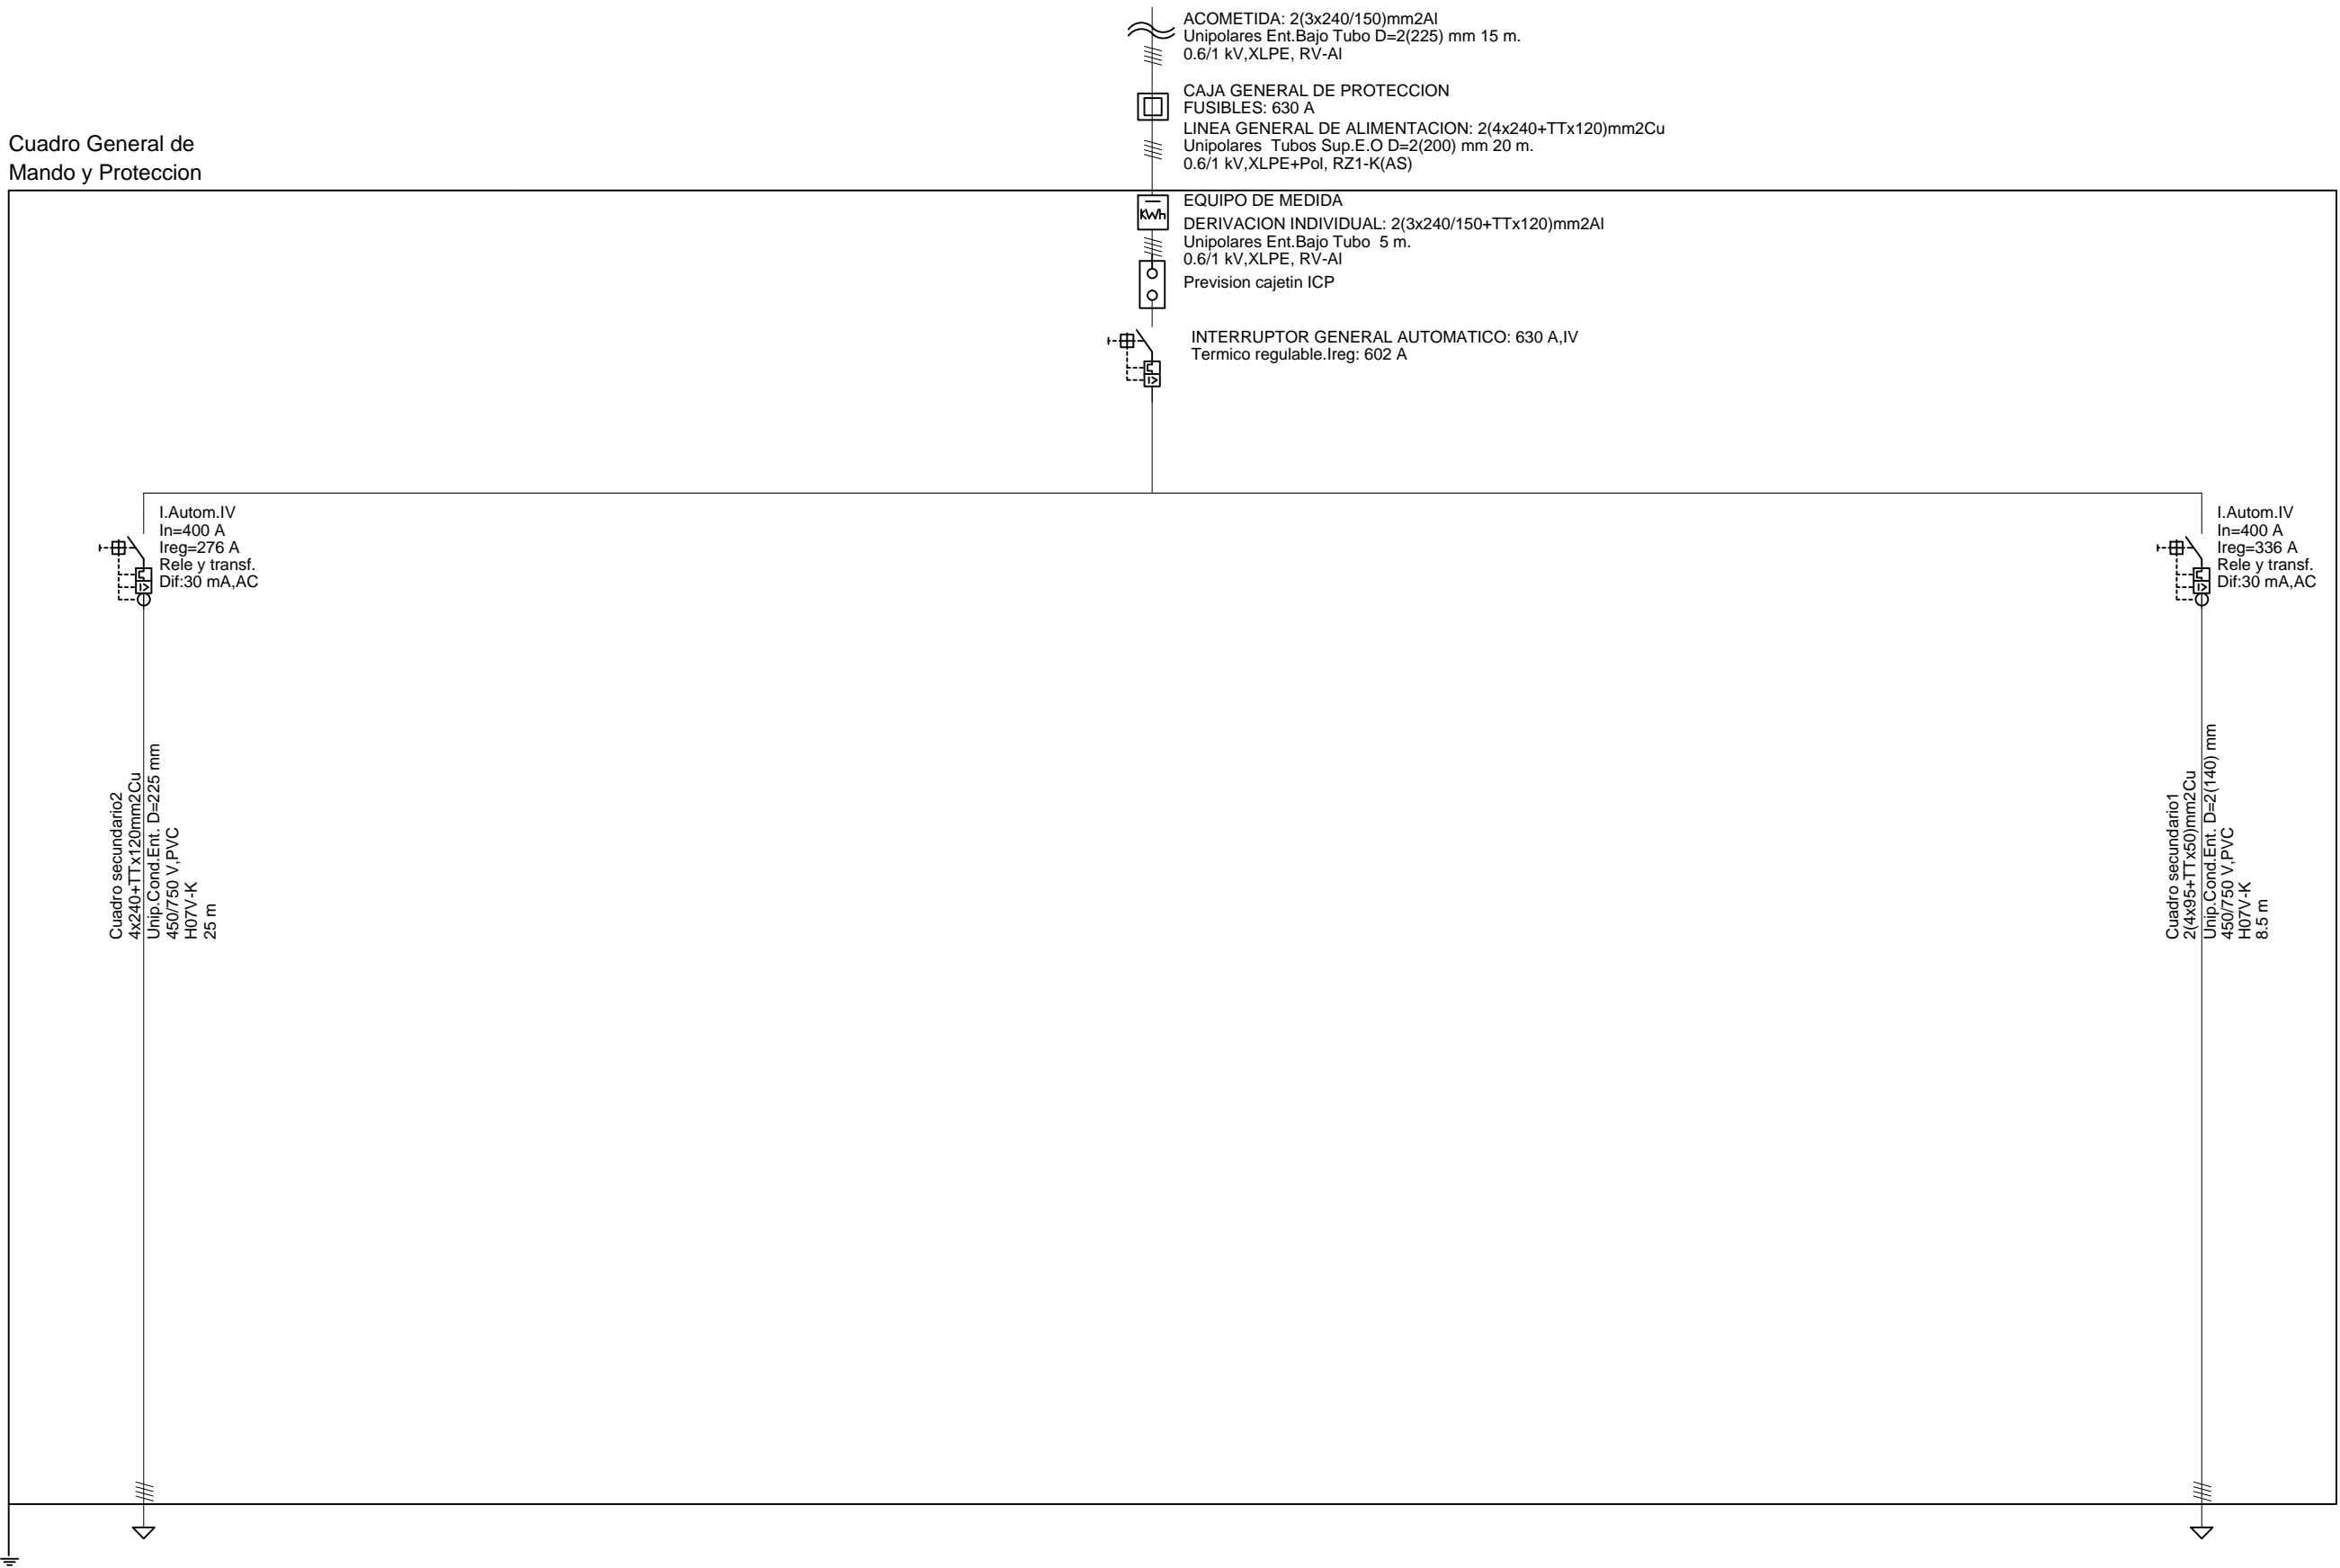 ACOMETIDA: 2(3x240/150)mm2Al
Unipolares Ent.Bajo Tubo D=2(225) mm 15 m.
0.6/1 kV,XLPE, RV-Al
CAJA GENERAL DE PROTECCION
FUSIBLES: 630 A
LINEA GENERAL DE ALIMENTACION: 2(4x240+TTx120)mm2Cu
Unipolares Tubos Sup.E.O D=2(200) mm 20 m.
0.6/1 kV,XLPE+Pol, RZ1-K(AS)
Cuadro General de
Mando y Proteccion
EQUIPO DE MEDIDA
KWh
DERIVACION INDIVIDUAL: 2(3x240/150+TTx120)mm2Al
Unipolares Ent.Bajo Tubo 5 m.
0.6/1 kV,XLPE, RV-Al
Prevision cajetin ICP
INTERRUPTOR GENERAL AUTOMATICO: 630 A,IV
Termico regulable.Ireg: 602 A
I>
I.Autom.IV
In=400 A
Ireg=276 A
Rele y transf.
Dif:30 mA,AC
I>
Cuadro secundario2
4x240+TTx120mm2Cu
Unip.Cond.Ent. D=225 mm
450/750 V,PVC
H07V-K
25 m
I.Autom.IV
In=400 A
Ireg=336 A
Rele y transf.
Dif:30 mA,AC
I>
Cuadro secundario1
2(4x95+TTx50)mm2Cu
Unip.Cond.Ent. D=2(140) mm
450/750 V,PVC
H07V-K
8.5 m